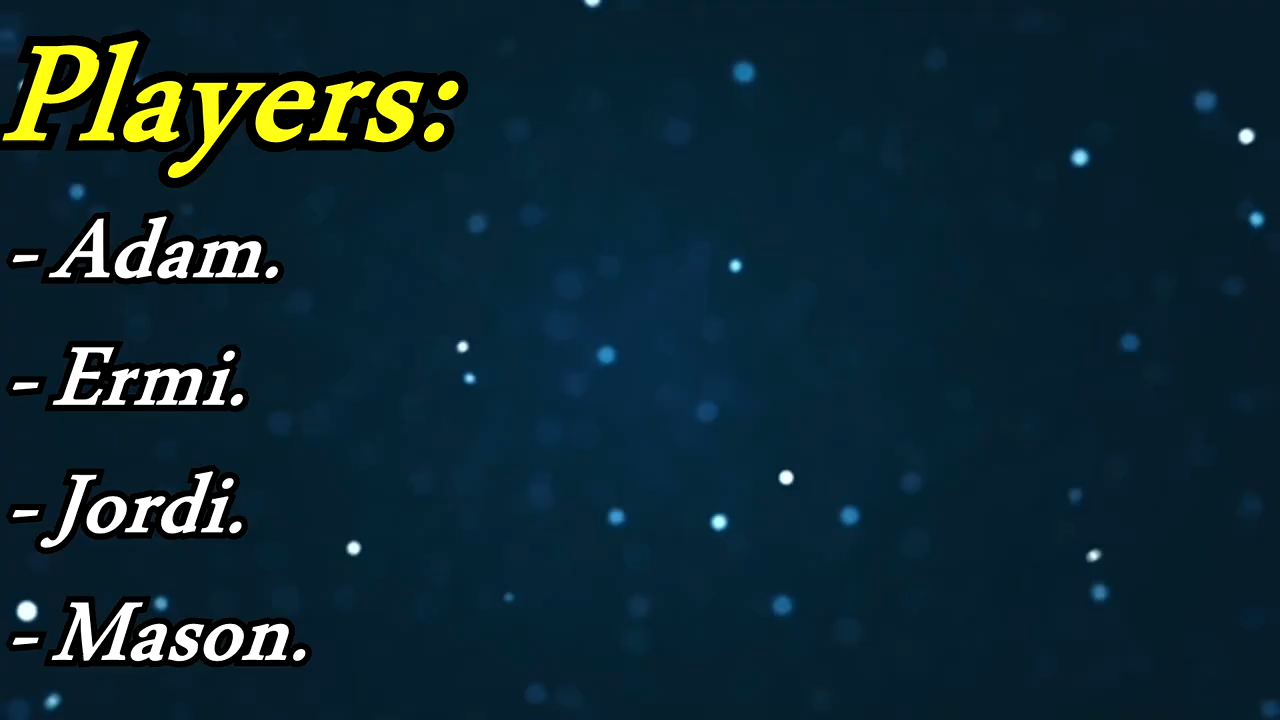 Players:
- Adam.
- Ermi.
- Jordi.
- Mason.